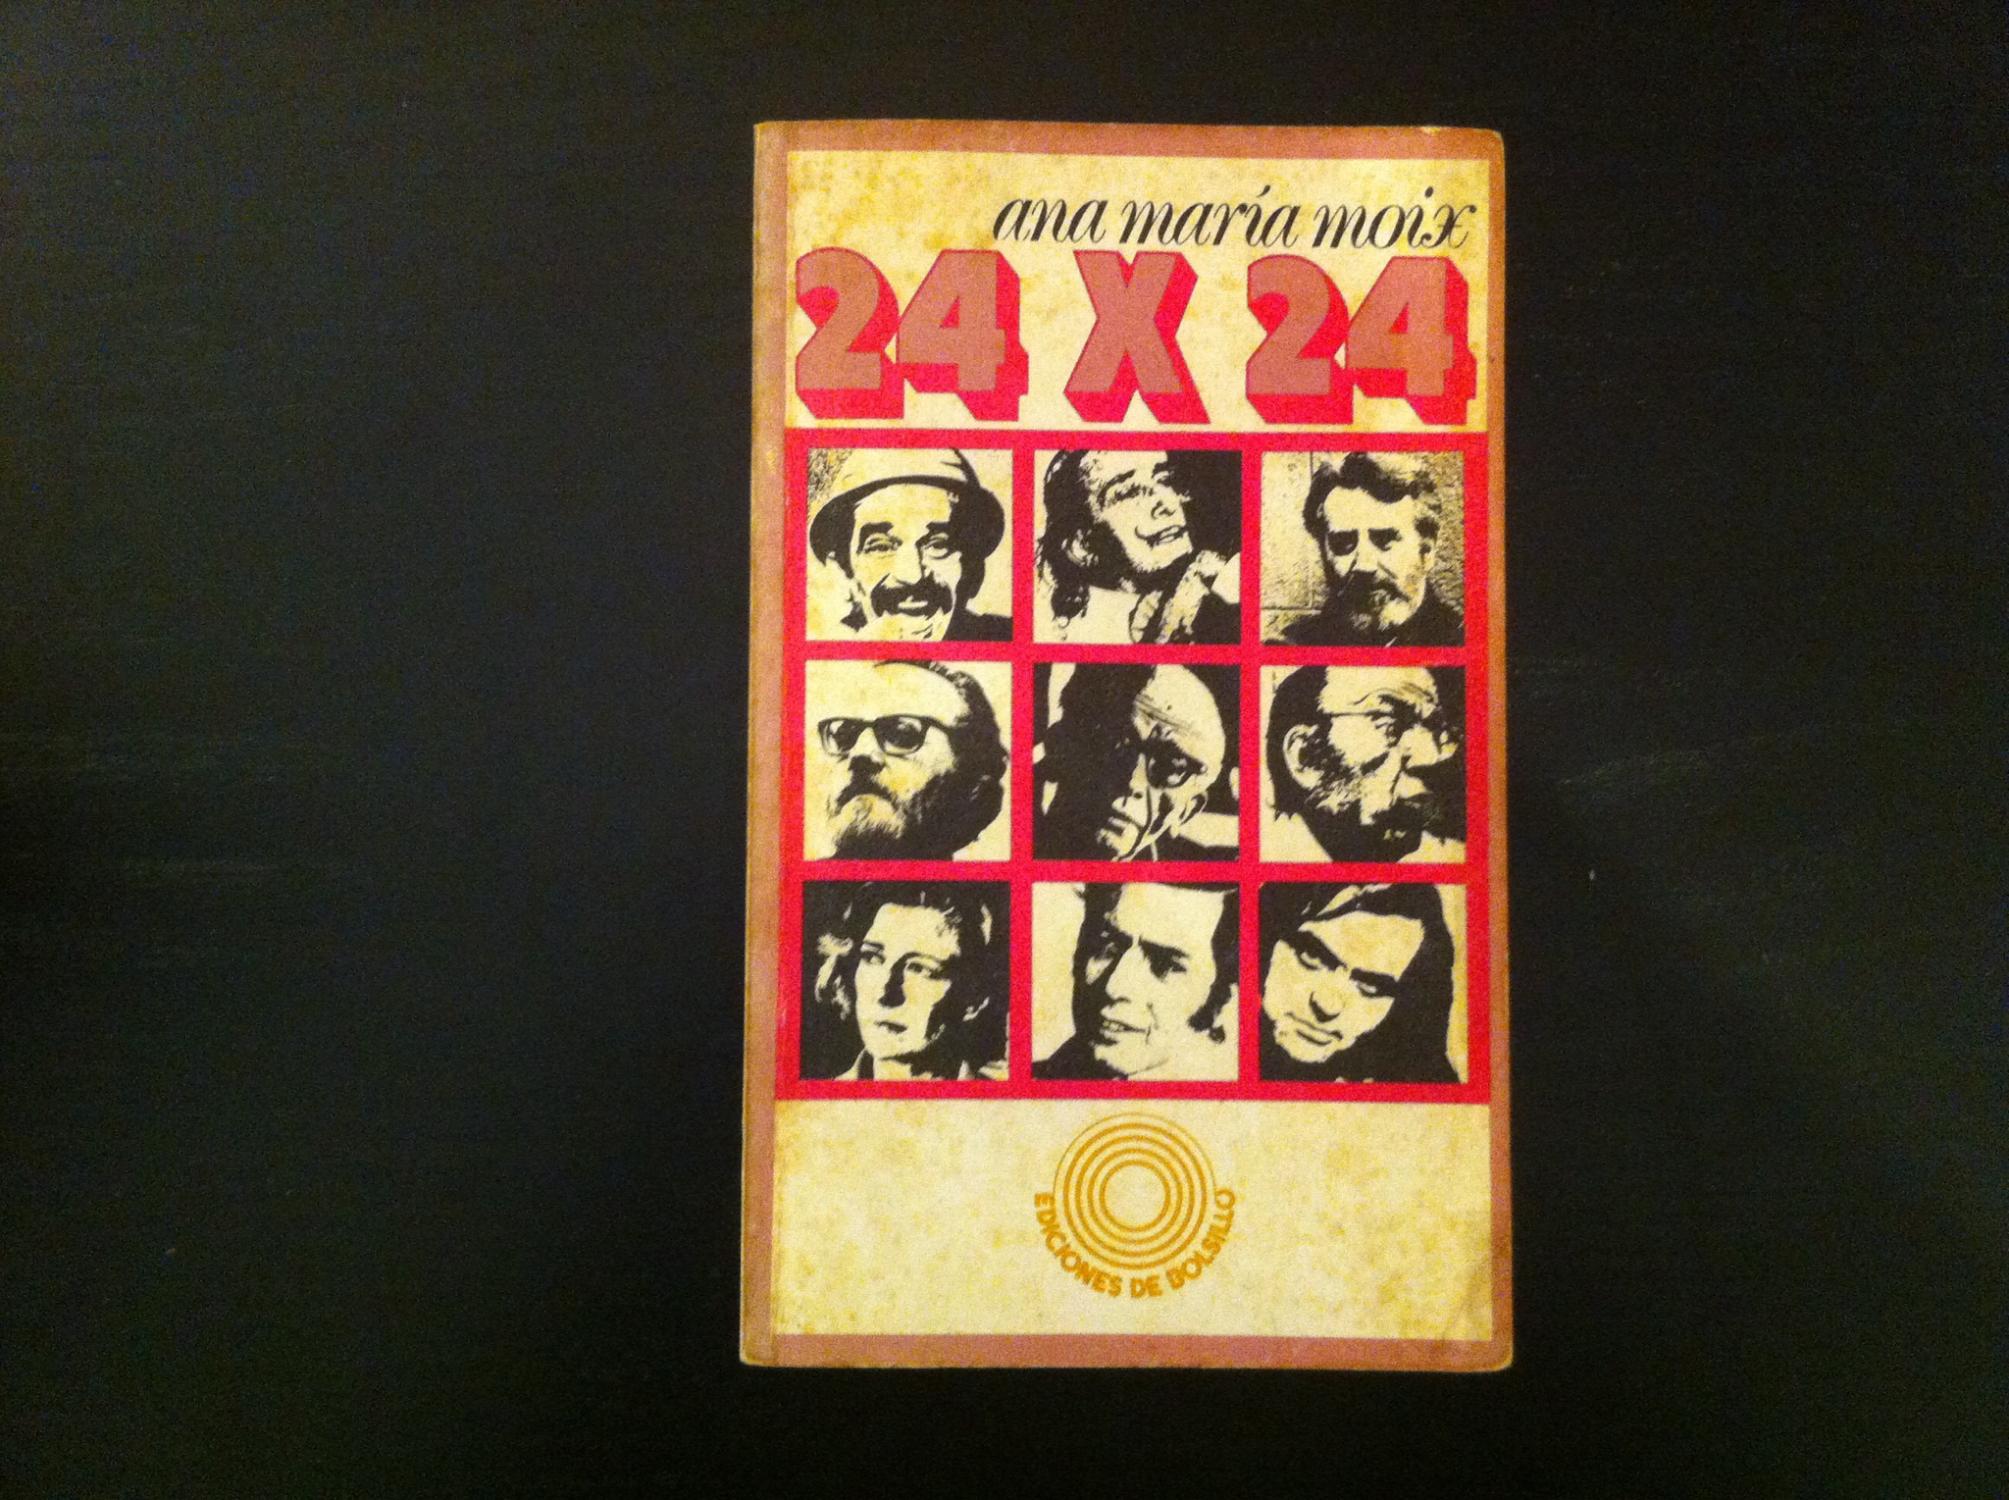 ana maría moix
24 X 24
EDICIONES DE BOLSILLO